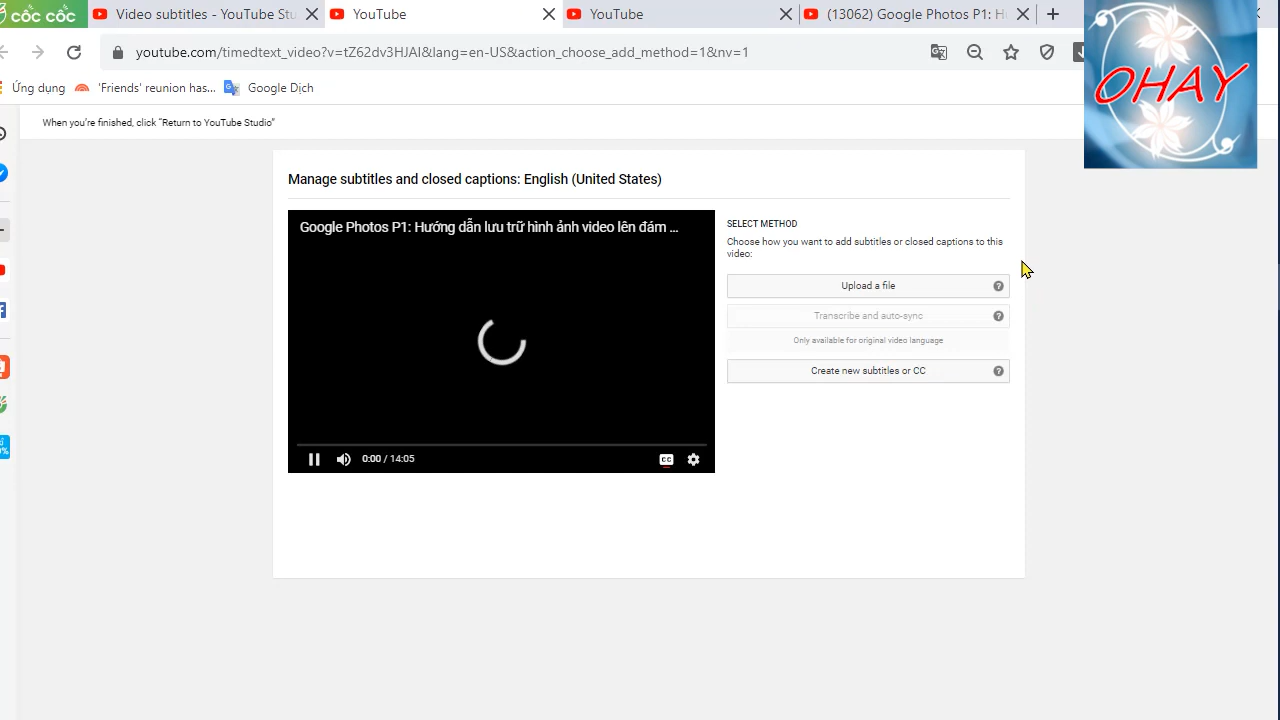 cốc cốc
Video subtitles - YouTube Stu
YouTube
YouTube
(13062) Google Photos P1: H
youtube.com/timedtext_video?v=tZ62dv3HJAI&lang=en-US&action_choose_add_method=1&nv=1
Ứng dụng
'Friends' reunion has...
Google Dịch
OHAY
When you're finished, click "Return to YouTube Studio"
Manage subtitles and closed captions: English (United States)
Google Photos P1: Hướng dẫn lưu trữ hình ảnh video lên đám ...
SELECT METHOD
Choose how you want to add subtitles or closed captions to this
video:
Upload a file
Transcribe and auto-sync
Only available for original video language
Create new subtitles or CC
0:00 / 14:05
CC